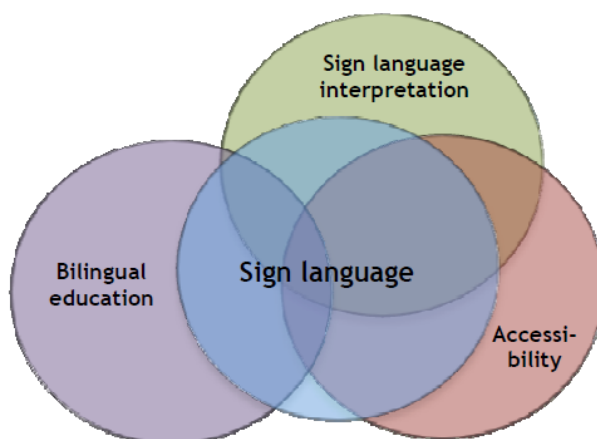 Sign language
interpretation
Bilingual
education
Sign language
Accessi-
bility